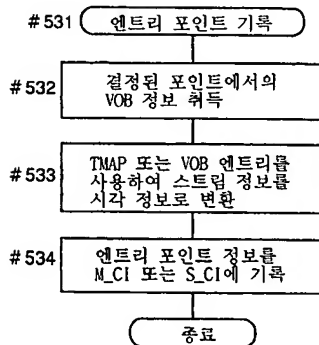 #531
엔트리 포인트 기록
#532
결정된 포인트에서의
VOB 정보 취득
#533
TMAP 또는 VOB 엔트리를
사용하여 스트림 정보를
시각 정보로 변환
#534
엔트리 포인트 정보를
M_CI 또는 S_CI에 기록
종료